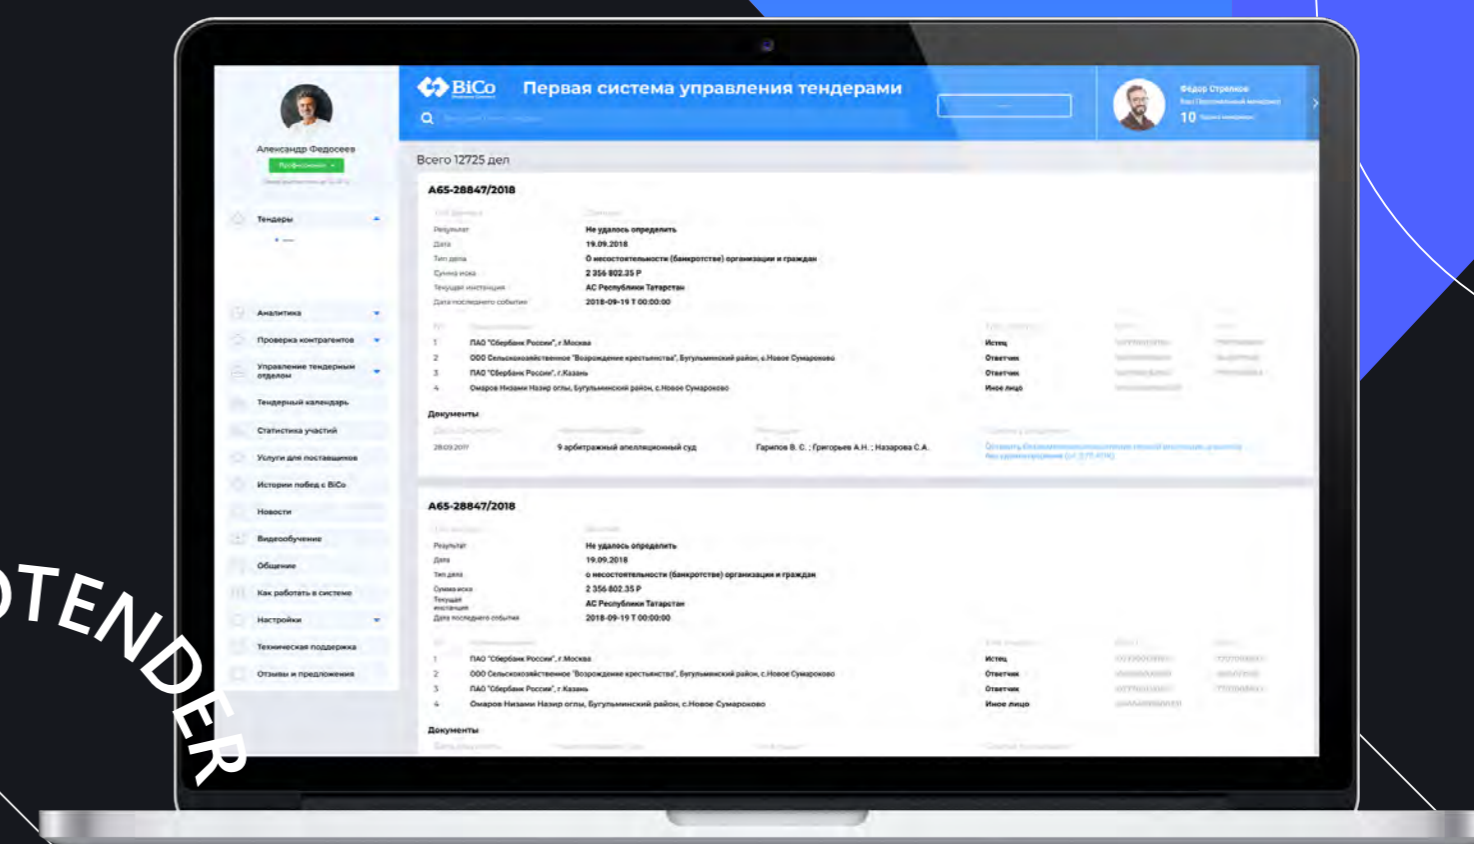 BiCo
Первая система управления тендерами
Фёдор Стрелков
Ваш Персональный менеджер
10
Александр Федосеев
Профессионал
Тендеры
Аналитика
Проверка контрагентов
Управление тендерным
отделом
Тендерный календарь
Статистика участий
Услуги для поставщиков
Истории побед с BiCo
Новости
Видеообучение
Общение
Как работать в системе
Настройки
Техническая поддержка
Отзывы и предложения
Всего 12725 дел
А65-28847/2018
Результат Не удалось определить
Дата 19.09.2018
Тип дела О несостоятельности (банкротстве) организации и граждан
Сумма иска 2 356 802.35 Р
Текущая инстанция АС Республики Татарстан
Дата последнего события 2018-09-19 T 00:00:00
1 ПАО "Сбербанк России", г.Москва Истец
2 ООО Сельскохозяйственное "Возрождение крестьянства", Бугульминский район, с.Новое Сумароково Ответчик
3 ПАО "Сбербанк России", г.Казань Ответчик
4 Омаров Низами Назир оглы, Бугульминский район, с.Новое Сумароково Иное лицо
Документы
28.09.2017 9 арбитражный апелляционный суд Гарипов В. С. ; Григорьев А.Н. ; Назарова С.А.
А65-28847/2018
Результат Не удалось определить
Дата 19.09.2018
Тип дела о несостоятельности (банкротстве) организации и граждан
Сумма иска 2 356 802.35 Р
Текущая
инстанция АС Республики Татарстан
Дата последнего события 2018-09-19 T 00:00:00
1 ПАО "Сбербанк России", г.Москва Истец
2 ООО Сельскохозяйственное "Возрождение крестьянства", Бугульминский район, с.Новое Сумароково Ответчик
3 ПАО "Сбербанк России", г.Казань Ответчик
4 Омаров Низами Назир оглы, Бугульминский район, с.Новое Сумароково Иное лицо
Документы
OTENDER